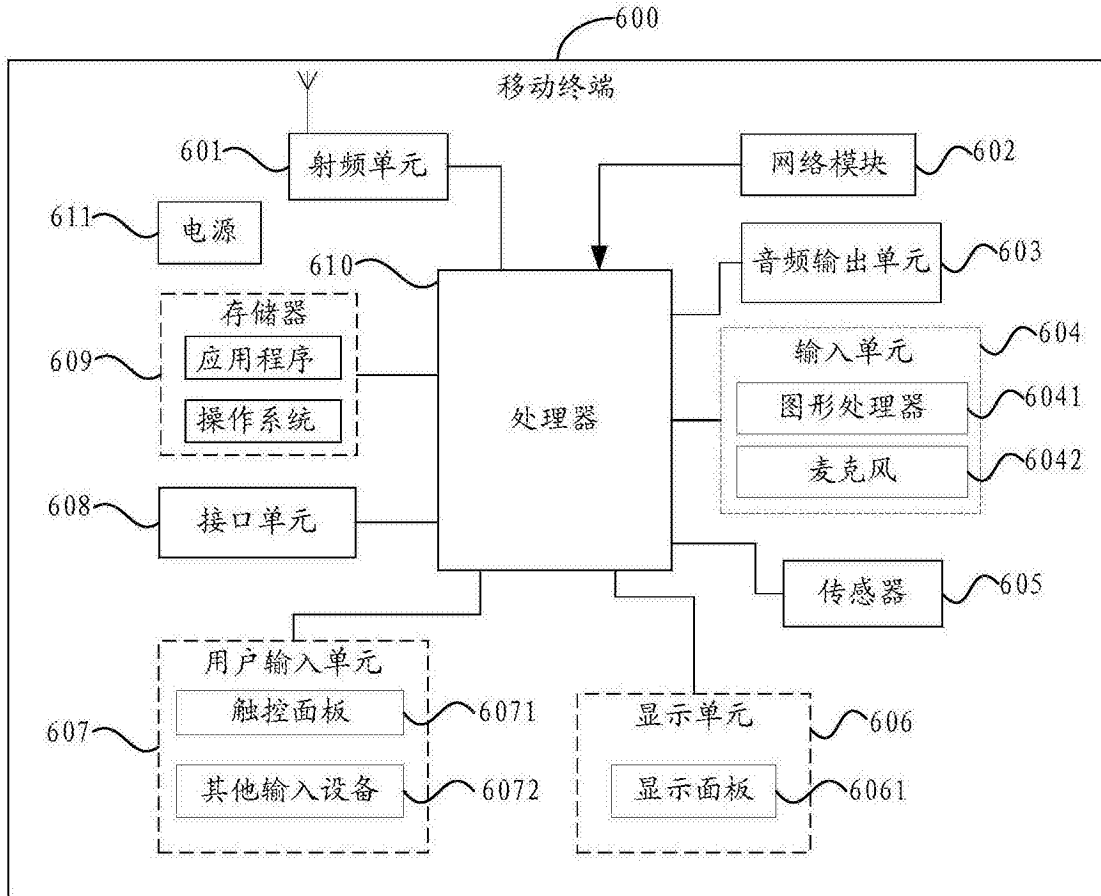 600
移动终端
601
射频单元
网络模块
602
611
电源
610
音频输出单元
603
存储器
应用程序
操作系统
609
处理器
输入单元
604
图形处理器
6041
麦克风
6042
608
接口单元
传感器
605
用户输入单元
触控面板
6071
607
其他输入设备
6072
显示单元
606
显示面板
6061